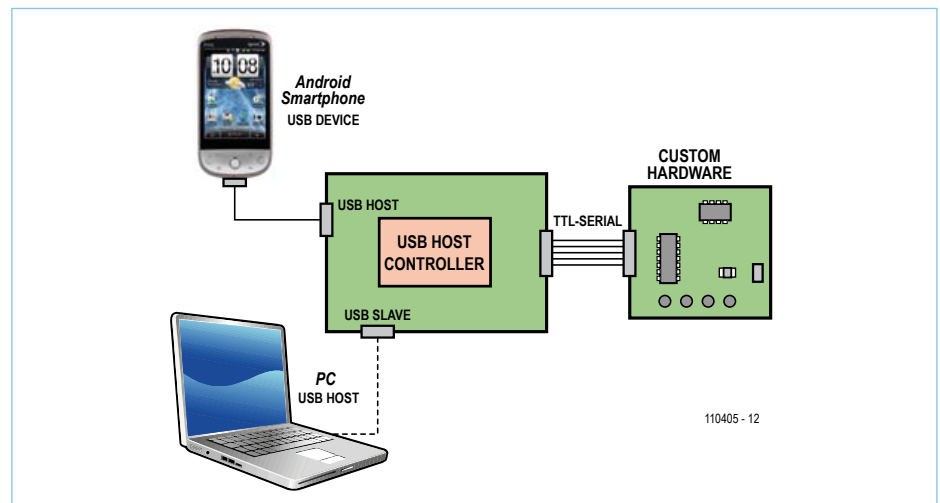 10 08
Android
Smartphone
USB DEVICE
USB HOST
USB HOST
CONTROLLER
USB SLAVE
TTL-SERIAL
CUSTOM
HARDWARE
PC
USB HOST
110405 - 12